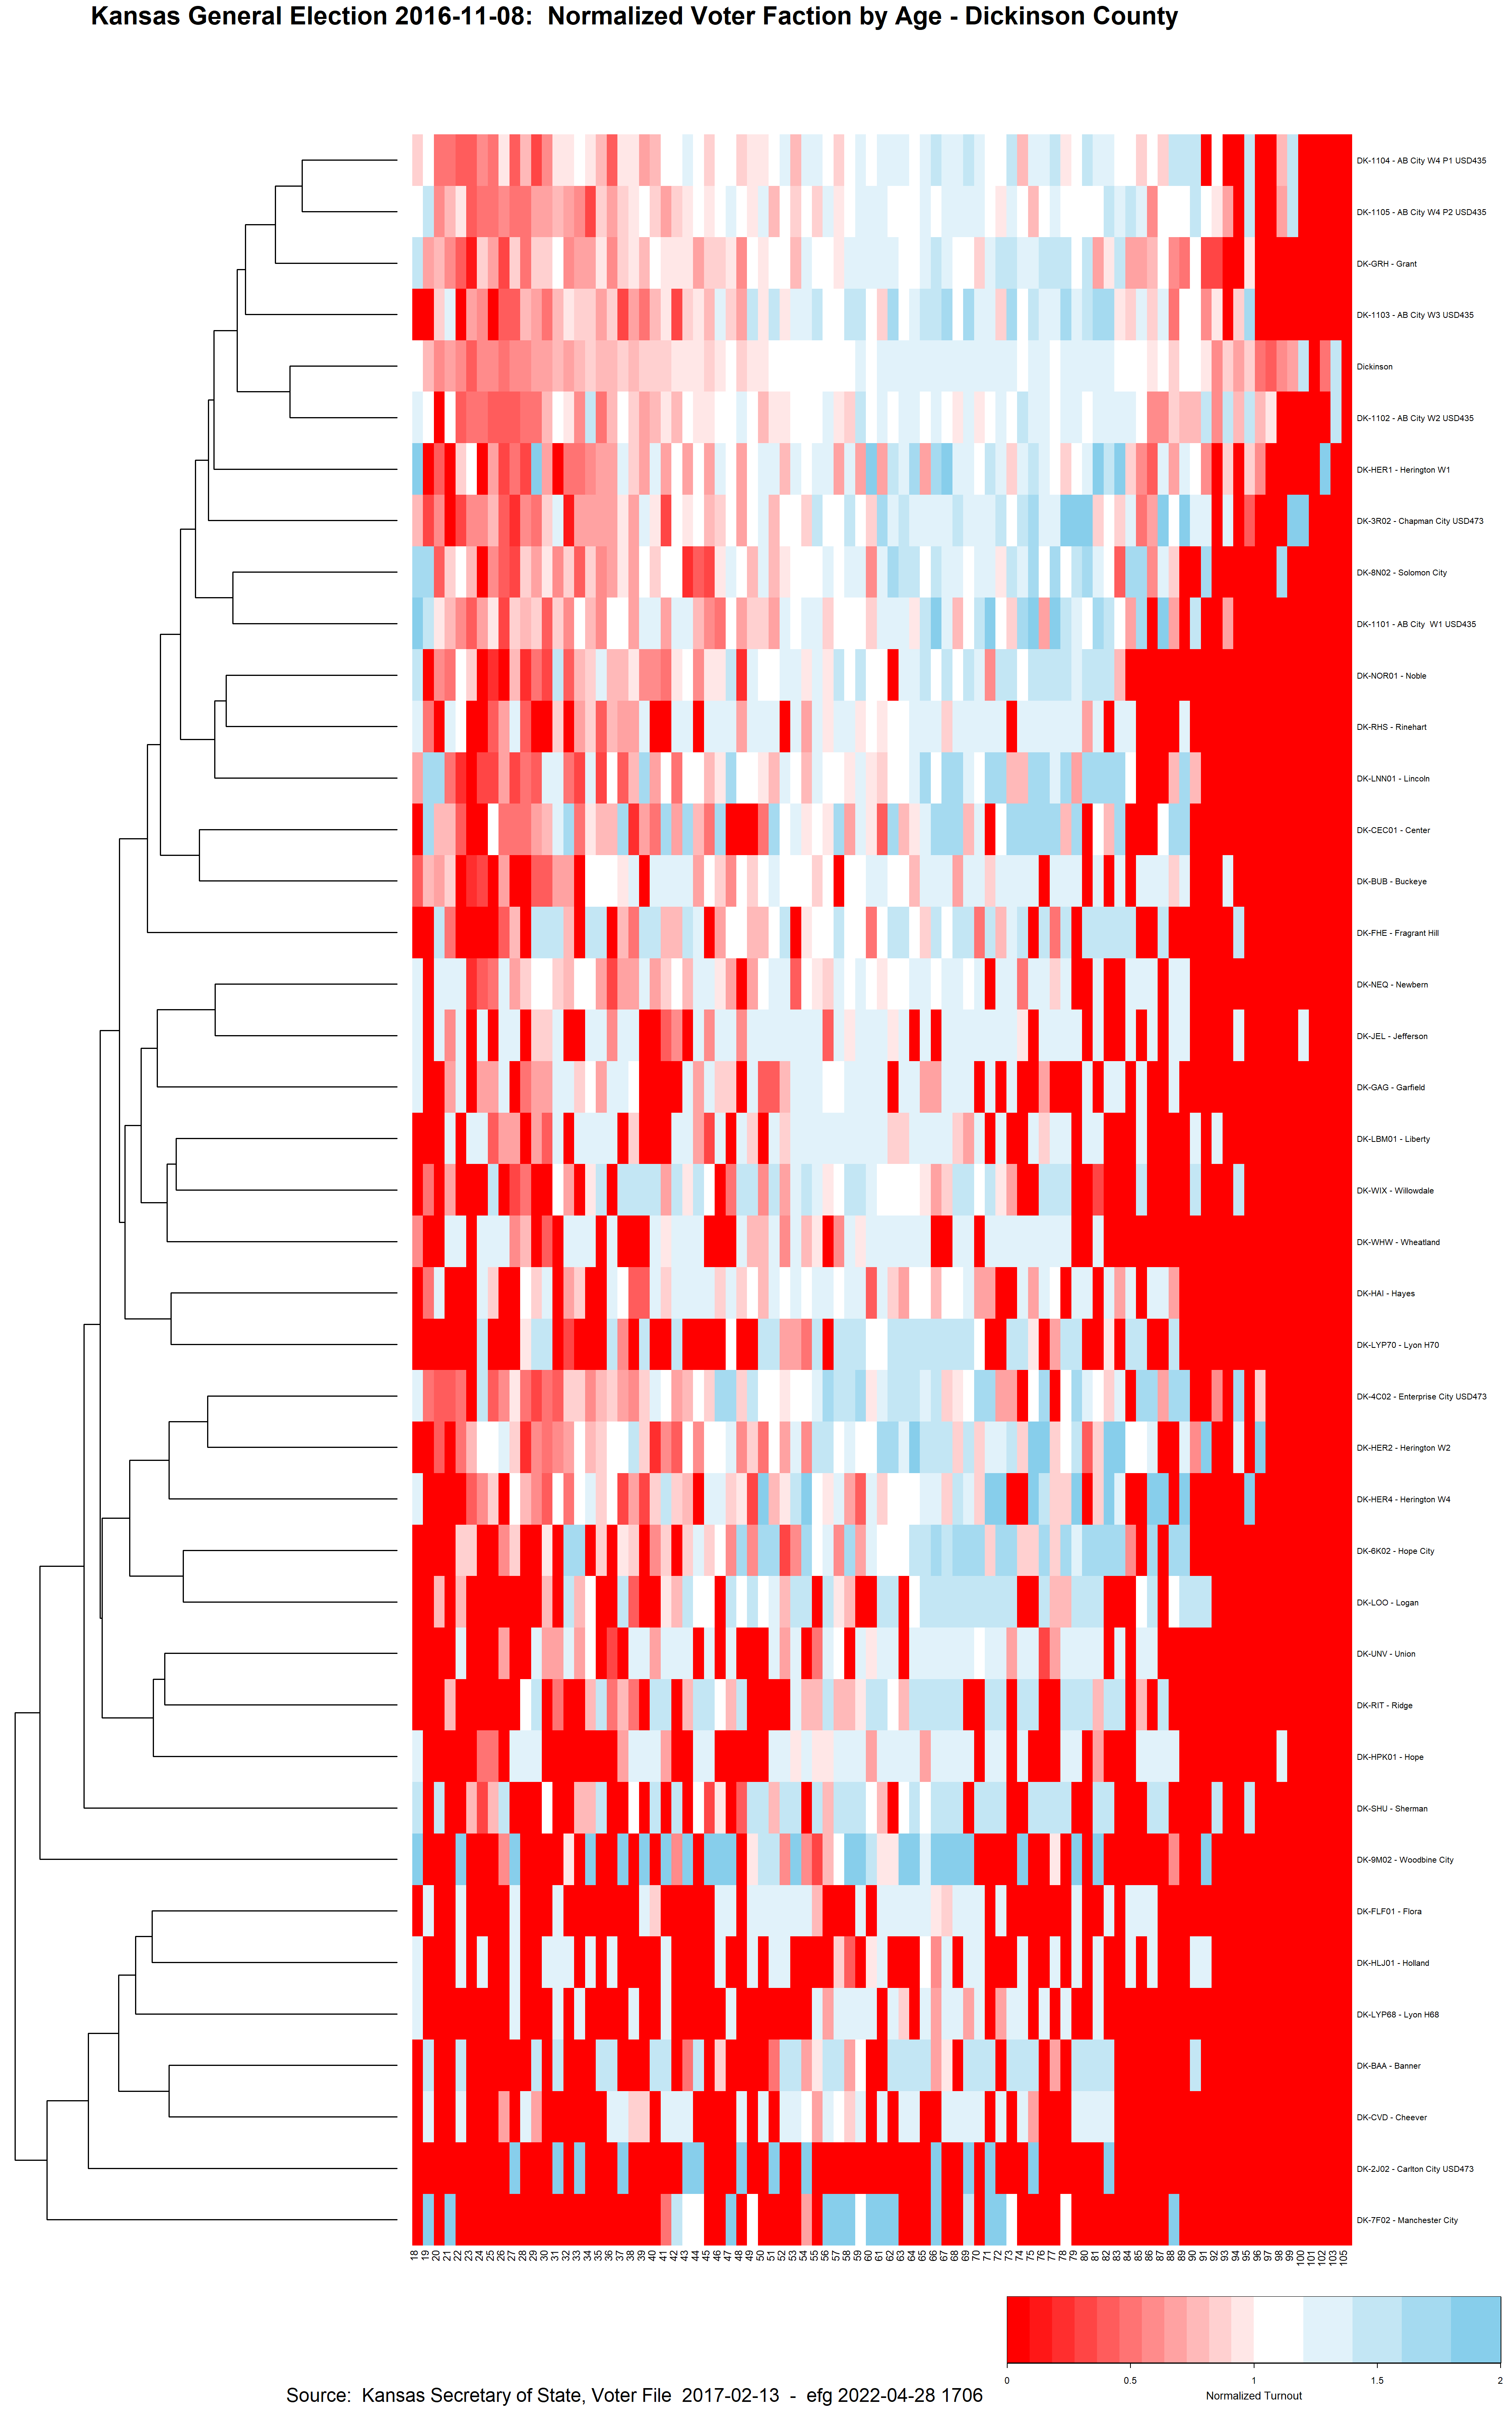 Kansas General Election 2016-11-08:  Normalized Voter Faction by Age - Dickinson County
DK-1104 - AB City W4 P1 USD435
DK-1105 - AB City W4 P2 USD435
DK-GRH - Grant
DK-1103 - AB City W3 USD435
Dickinson
DK-1102 - AB City W2 USD435
DK-HER1 - Herington W1
DK-3R02 - Chapman City USD473
DK-8N02 - Solomon City
DK-1101 - AB City  W1 USD435
DK-NOR01 - Noble
DK-RHS - Rinehart
DK-LNN01 - Lincoln
DK-CEC01 - Center
DK-BUB - Buckeye
DK-FHE - Fragrant Hill
DK-NEQ - Newbern
DK-JEL - Jefferson
DK-GAG - Garfield
DK-LBM01 - Liberty
DK-WIX - Willowdale
DK-WHW - Wheatland
DK-HAI - Hayes
DK-LYP70 - Lyon H70
DK-4C02 - Enterprise City USD473
DK-HER2 - Herington W2
DK-HER4 - Herington W4
DK-6K02 - Hope City
DK-LOO - Logan
DK-UNV - Union
DK-RIT - Ridge
DK-HPK01 - Hope
DK-SHU - Sherman
DK-9M02 - Woodbine City
DK-FLF01 - Flora
DK-HLJ01 - Holland
DK-LYP68 - Lyon H68
DK-BAA - Banner
DK-CVD - Cheever
DK-2J02 - Carlton City USD473
DK-7F02 - Manchester City
18 19 20 21 22 23 24 25 26 27 28 29 30 31 32 33 34 35 36 37 38 39 40 41 42 43 44 45 46 47 48 49 50 51 52 53 54 55 56 57 58 59 60 61 62 63 64 65 66 67 68 69 70 71 72 73 74 75 76 77 78 79 80 81 82 83 84 85 86 87 88 89 90 91 92 93 94 95 96 97 98 99 100 101 102 103 105
0 0.5 1 1.5 2
Normalized Turnout
Source:  Kansas Secretary of State, Voter File  2017-02-13  -  efg 2022-04-28 1706